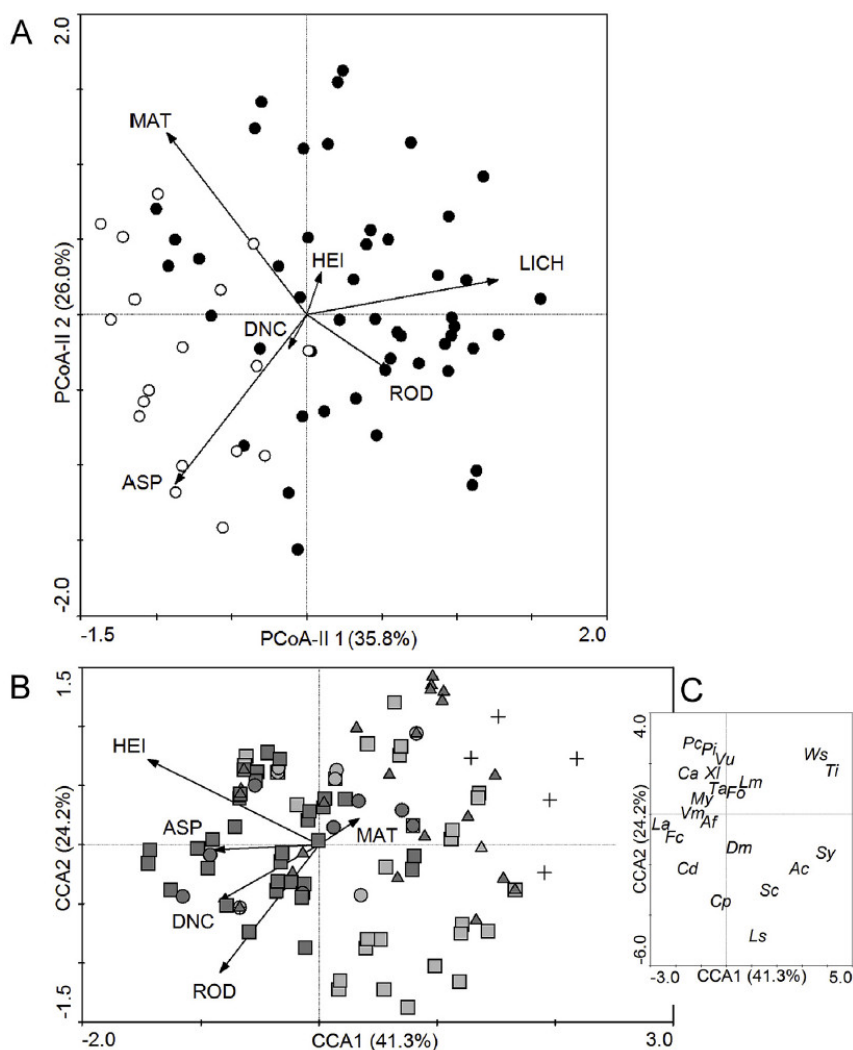 A
2.0
MAT
HEI
LICH
DNC
ROD
ASP
PCoA-II 2 (26.0%)
-2.0
-1.5
PCoA-II 1 (35.8%)
2.0
B
1.5
HEI
ASP
MAT
DNC
ROD
CCA2 (24.2%)
-1.5
-2.0
CCA1 (41.3%)
3.0
C
4.0
Pc Pi Vu Ws
Ca Xl Ti
Ta Fo Lm
My
Vm
La Af
Fc
Dm Sy
Cd Ac
Cp Sc
Ls
CCA2 (24.2%)
-6.0
-3.0
CCA1 (41.3%)
5.0